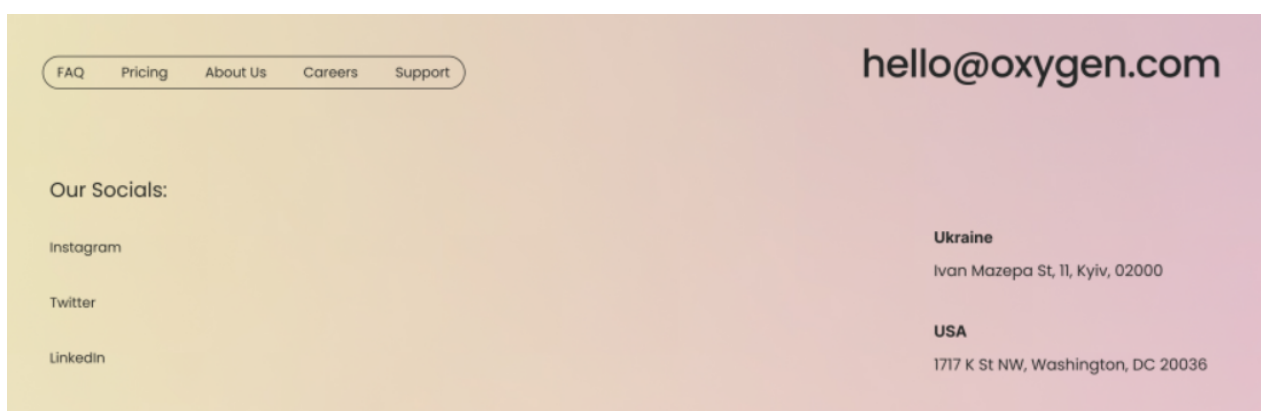 FAQ Pricing About Us Careers Support
hello@oxygen.com
Our Socials:
Instagram
Twitter
LinkedIn
Ukraine
Ivan Mazepa St, 11, Kyiv, 02000
USA
1717 K St NW, Washington, DC 20036